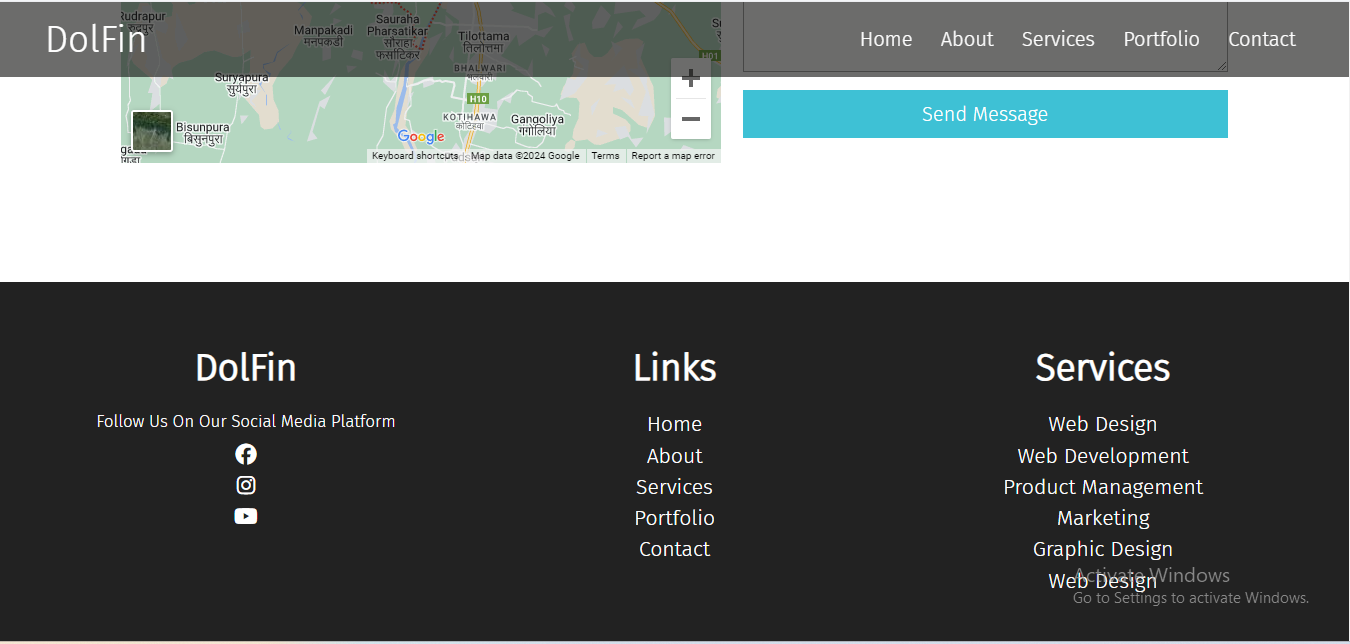 DolFin
Home About Services Portfolio Contact
Rudrapur
रुद्रपुर
Manpakadi
मनपकडी
Sauraha
Pharsatikar
सौराहा
फर्साटिकर
Tilottama
तिलोत्तमा
H01
BHALWARI
भलवारी
Suryapura
सुर्यपुरा
H10
KOTIHAWA
कोटिहवा
Gangoliya
गंगोलिया
Bisunpura
बिसुनपुरा
Google
Keyboard shortcuts Map data ©2024 Google Terms Report a map error
Send Message
DolFin
Follow Us On Our Social Media Platform
Links
Home
About
Services
Portfolio
Contact
Services
Web Design
Web Development
Product Management
Marketing
Graphic Design
Web Design
Activate Windows
Go to Settings to activate Windows.